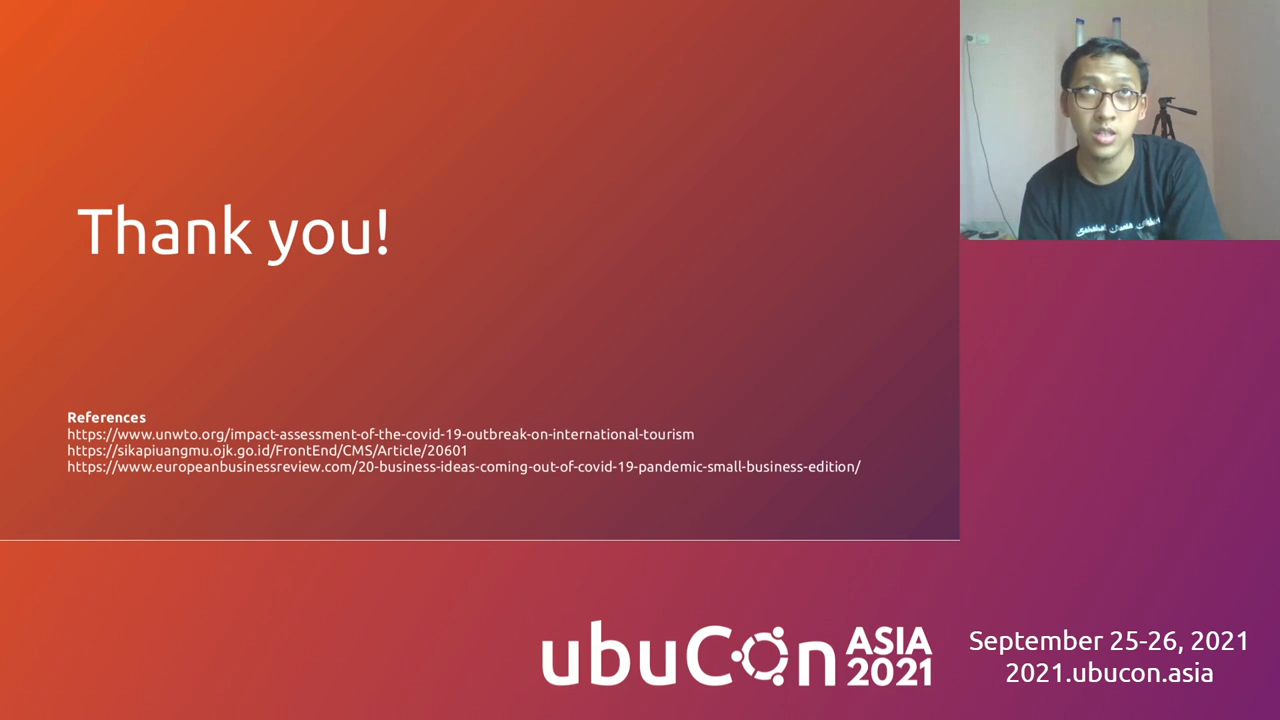 Thank you!
References
https://www.unwto.org/impact-assessment-of-the-covid-19-outbreak-on-international-tourism
https://sikapiuangmu.ojk.go.id/FrontEnd/CMS/Article/20601
https://www.europeanbusinessreview.com/20-business-ideas-coming-out-of-covid-19-pandemic-small-business-edition/
ubuCon ASIA 2021
September 25-26, 2021
2021.ubucon.asia